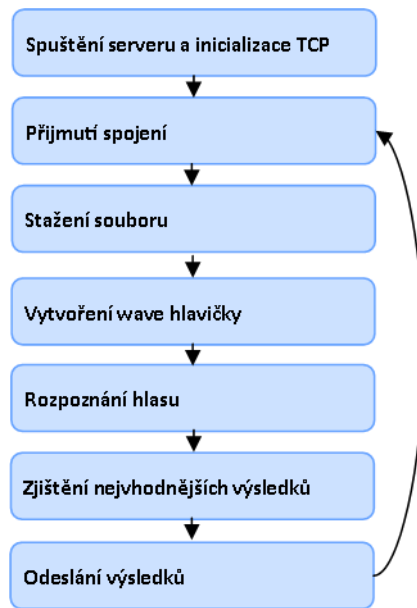 Spuštění serveru a inicializace TCP
Přijmutí spojení
Stažení souboru
Vytvoření wave hlavičky
Rozpoznání hlasu
Zjištění nejvhodnějších výsledků
Odeslání výsledků